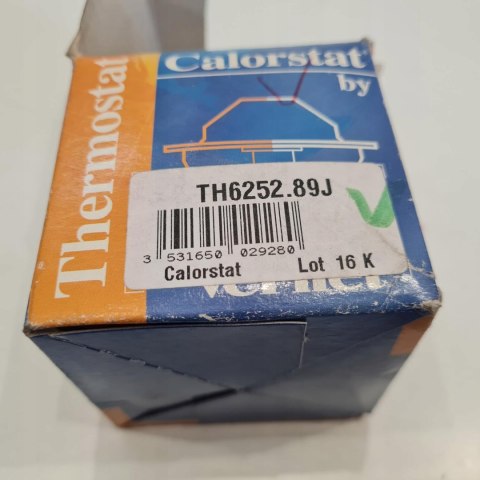 Thermostat
Calorstat
by
TH6252.89J
3 531650 029280
Calorstat
Lot 16 K